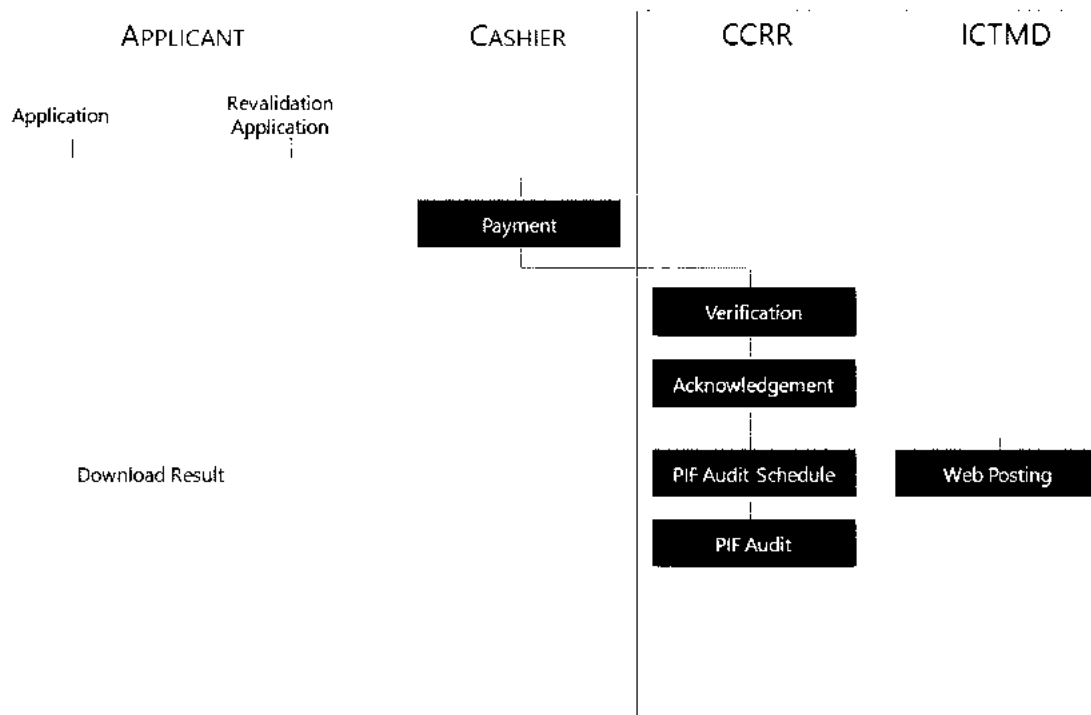 APPLICANT
CASHIER
CCRR
ICTMD
Application
Revalidation
Application
Payment
Verification
Acknowledgement
Download Result
PIF Audit Schedule
Web Posting
PIF Audit